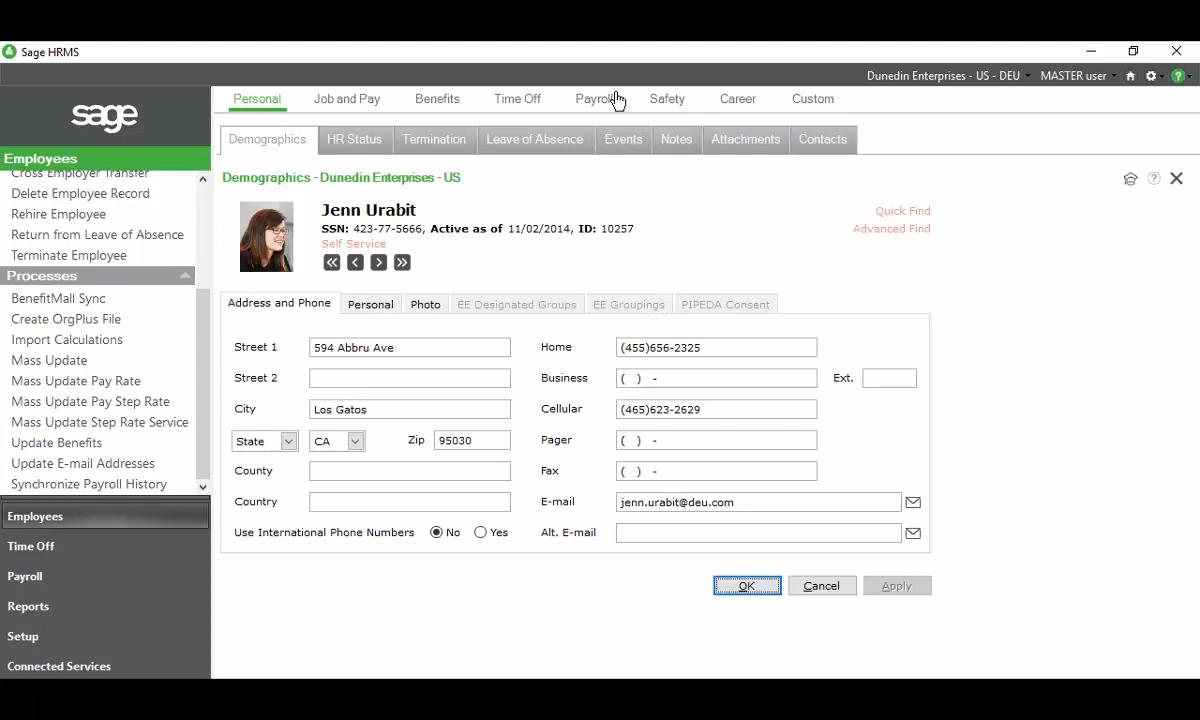 Sage HRMS
Dunedin Enterprises - US - DEU MASTER user
sage
Personal Job and Pay Benefits Time Off Payroll Safety Career Custom
Demographics HR Status Termination Leave of Absence Events Notes Attachments Contacts
Employees
Cross Employer Transfer
Delete Employee Record
Rehire Employee
Return from Leave of Absence
Terminate Employee
Processes
BenefitMall Sync
Create OrgPlus File
Import Calculations
Mass Update
Mass Update Pay Rate
Mass Update Pay Step Rate
Mass Update Step Rate Service
Update Benefits
Update E-mail Addresses
Synchronize Payroll History
Employees
Time Off
Payroll
Reports
Setup
Connected Services
Demographics - Dunedin Enterprises - US
Jenn Urabit
SSN: 423-77-5666, Active as of 11/02/2014, ID: 10257
Self Service
Quick Find
Advanced Find
Address and Phone Personal Photo EE Designated Groups EE Groupings PIPEDA Consent
Street 1 594 Abbru Ave Home (455)656-2325
Street 2 Business ( ) - Ext.
City Los Gatos Cellular (465)623-2629
State CA Zip 95030 Pager ( ) -
County Fax ( ) -
Country E-mail jenn.urabit@deu.com
Use International Phone Numbers No Yes Alt. E-mail
OK Cancel Apply